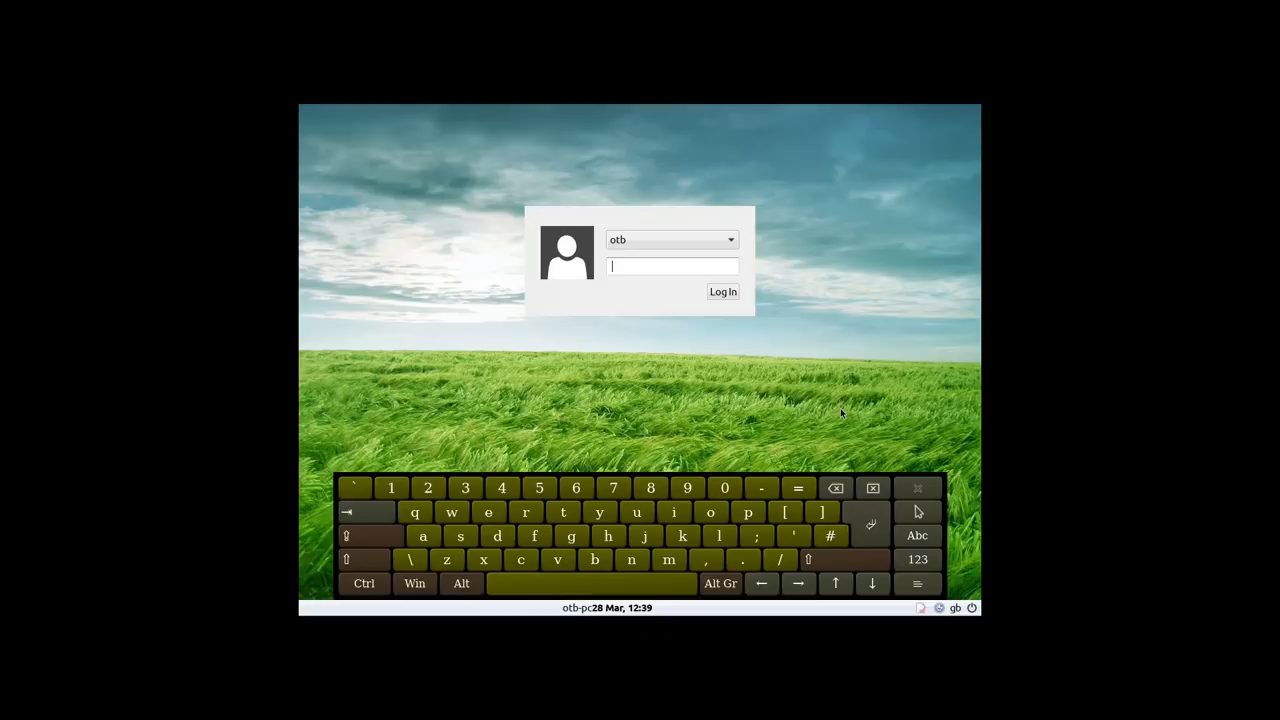 otb
Log In
` 1 2 3 4 5 6 7 8 9 0 - =
q w e r t y u i o p [ ]
a s d f g h j k l ; ' # Abc
\ z x c v b n m , . / 123
Ctrl Win Alt Alt Gr ← → ↑ ↓
otb-pc28 Mar, 12:39 gb